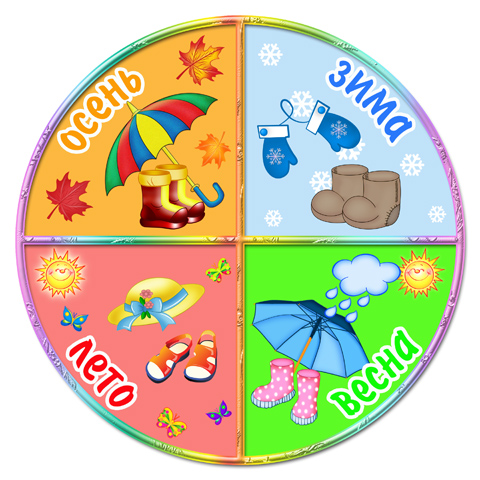 осень
зима
лето
весна